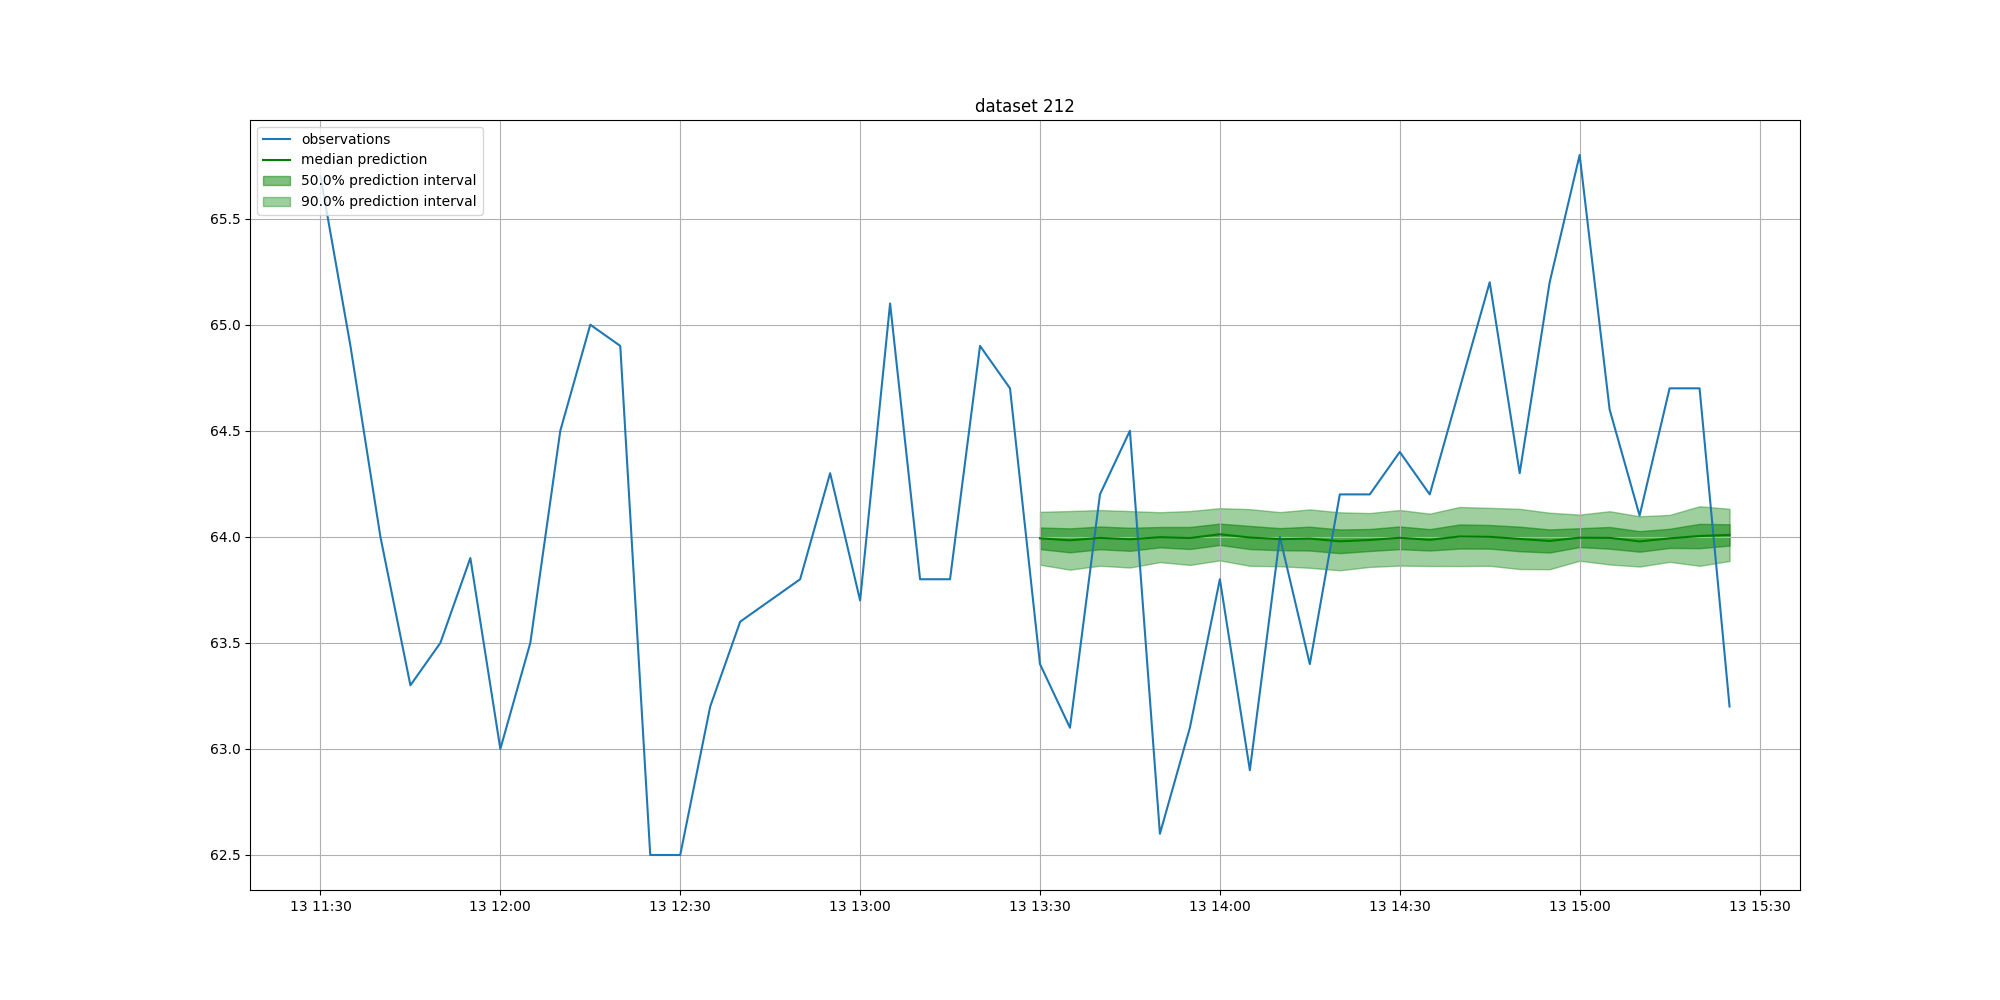 dataset 212
observations
median prediction
50.0% prediction interval
90.0% prediction interval
65.5
65.0
64.5
64.0
63.5
63.0
62.5
13 11:30 13 12:00 13 12:30 13 13:00 13 13:30 13 14:00 13 14:30 13 15:00 13 15:30